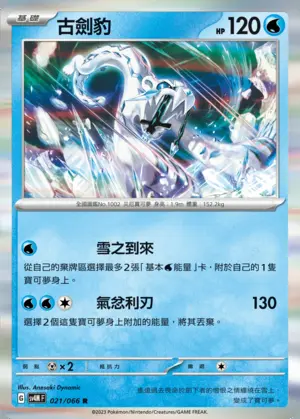 基礎
古劍豹
HP 120
全國圖鑑No.1002 災厄寶可夢 身高：1.9m 體重：152.2kg
雪之到來
從自己的棄牌區選擇最多2張「基本能量」卡，附於自己的1隻
寶可夢身上。
氣忿利刃 130
選擇2個這隻寶可夢身上附加的能量，將其丟棄。
弱點 ×2 抵抗力 撤退
Illus. Anesaki Dynamic
G SV4M F 021/066 R
©2023 Pokémon/Nintendo/Creatures/GAME FREAK.